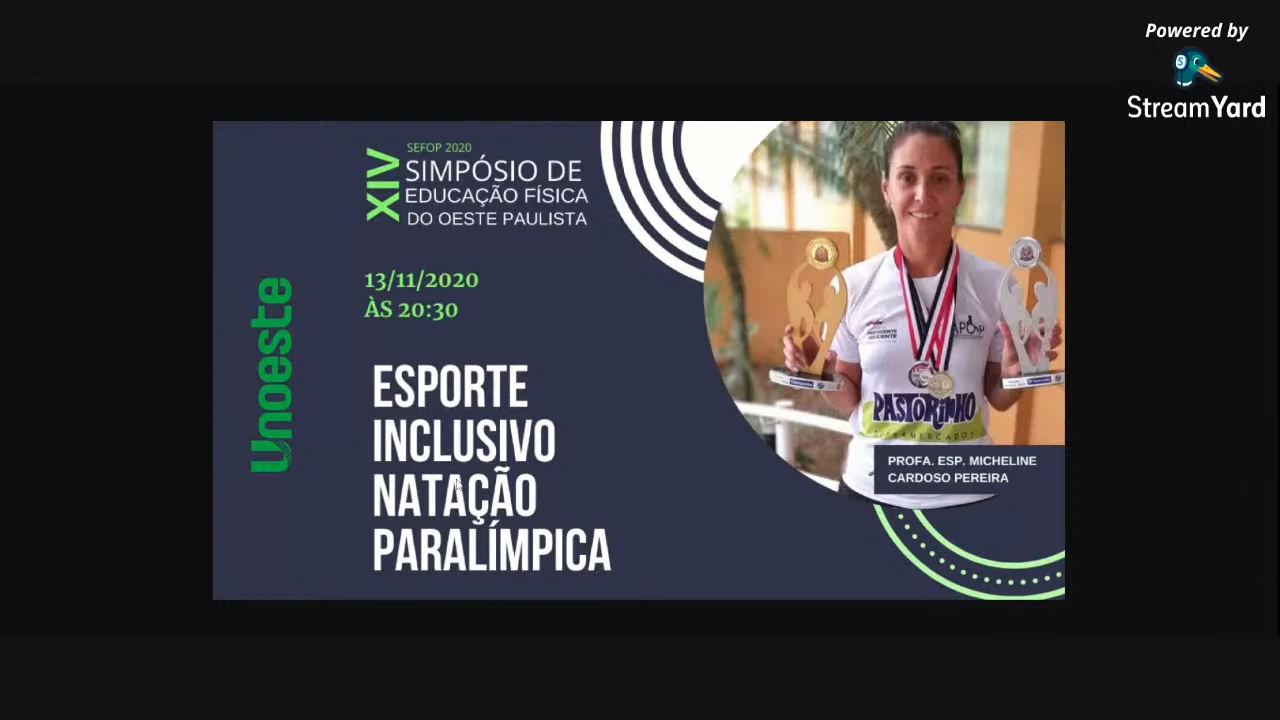 Powered by
StreamYard
XIV
SEFOP 2020
SIMPÓSIO DE
EDUCAÇÃO FÍSICA
DO OESTE PAULISTA
13/11/2020
ÀS 20:30
Unoeste
ESPORTE
INCLUSIVO
NATAÇÃO
PARALÍMPICA
PASTORINHO
PROFA. ESP. MICHELINE
CARDOSO PEREIRA